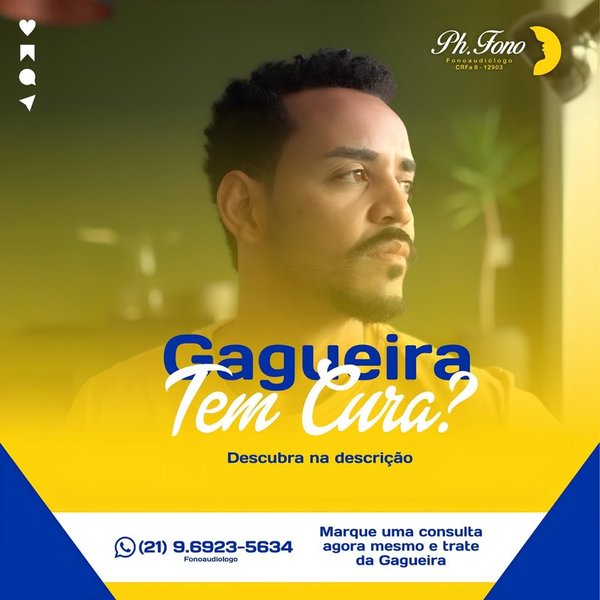 Ph.Fono
Fonoaudiólogo
CRFa 8 - 12903
Gagueira
Tem Cura?
Descubra na descrição
(21) 9.6923-5634
Fonoaudiologo
Marque uma consulta
agora mesmo e trate
da Gagueira